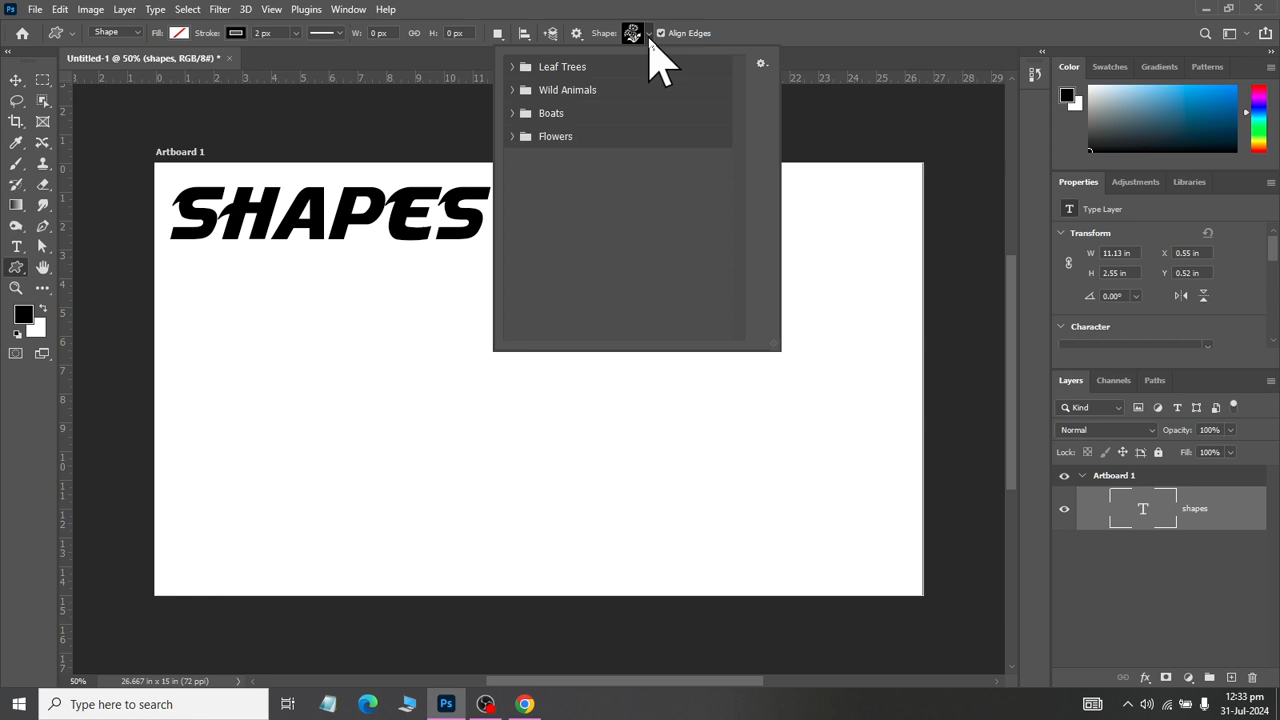 Ps File Edit Image Layer Type Artboard Select Filter 3D View Plugins Window Help
Shape Fill: Stroke: 2 px W: 0 px H: 0 px Shape: Align Edges
Untitled-1 @ 50% (shapes, RGB/8#) * ×
Leaf Trees
Wild Animals
Boats
Flowers
Artboard 1
SHAPES
Color Swatches Gradients Patterns
Properties Adjustments Libraries
T Type Layer
Transform
W 11.13 in X 0.55 in
H 2.55 in Y 0.52 in
0.00°
Character
Layers Channels Paths
Kind
Normal Opacity: 100%
Lock: Fill: 100%
Artboard 1
T shapes
50% 26.667 in x 15 in (72 ppi)
Type here to search
Ps
12:33 pm
31-Jul-2024